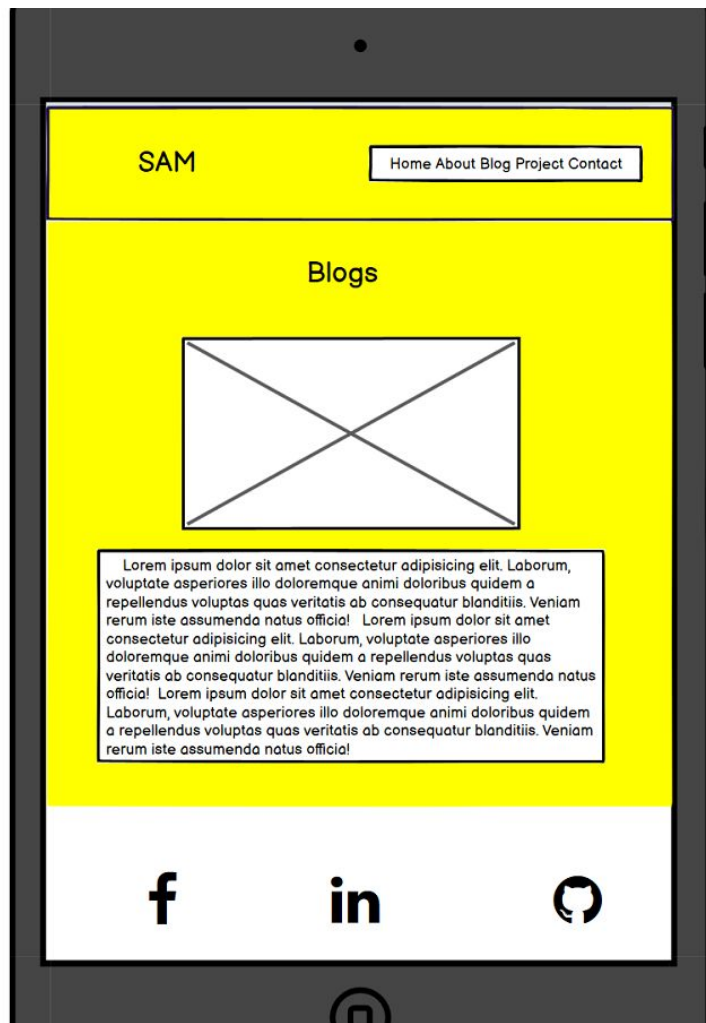 SAM
Home About Blog Project Contact
Blogs
Lorem ipsum dolor sit amet consectetur adipisicing elit. Laborum,
voluptate asperiores illo doloremque animi doloribus quidem a
repellendus voluptas quas veritatis ab consequatur blanditiis. Veniam
rerum iste assumenda natus officia! Lorem ipsum dolor sit amet
consectetur adipisicing elit. Laborum, voluptate asperiores illo
doloremque animi doloribus quidem a repellendus voluptas quas
veritatis ab consequatur blanditiis. Veniam rerum iste assumenda natus
officia! Lorem ipsum dolor sit amet consectetur adipisicing elit.
Laborum, voluptate asperiores illo doloremque animi doloribus quidem
a repellendus voluptas quas veritatis ab consequatur blanditiis. Veniam
rerum iste assumenda natus officia!
f in